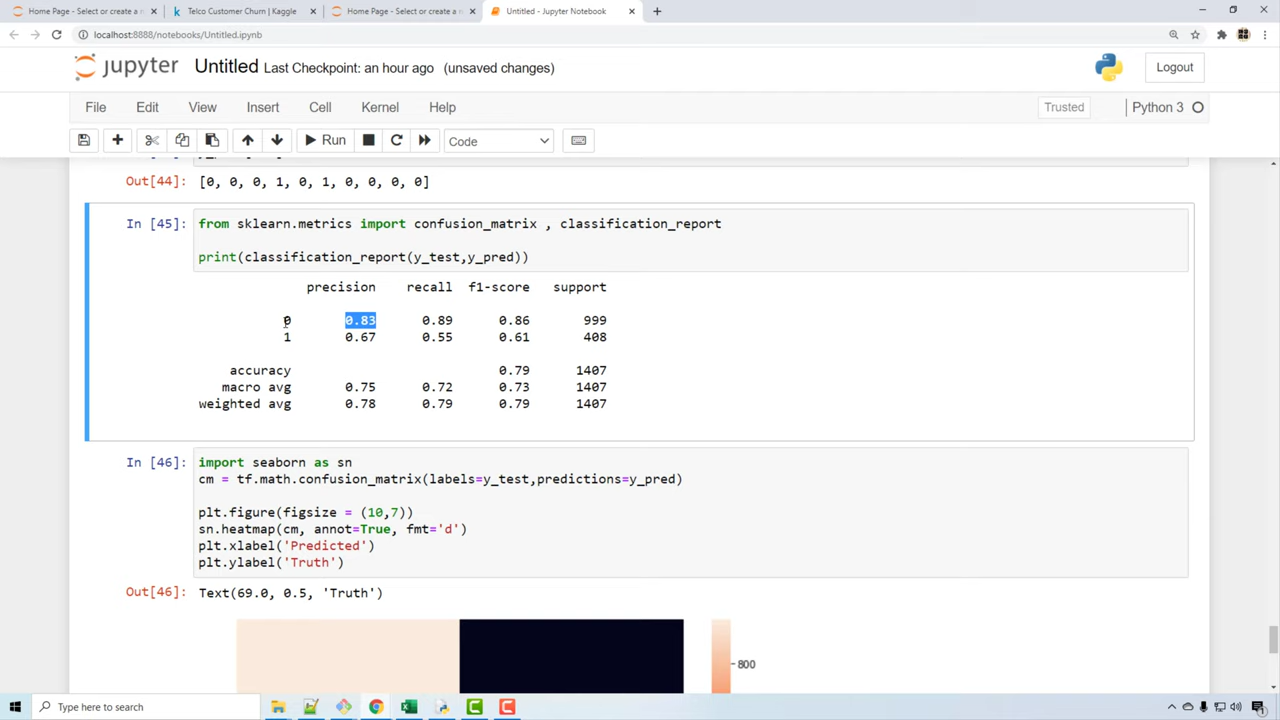 Home Page - Select or create a n
Telco Customer Churn | Kaggle
Home Page - Select or create a n
Untitled - Jupyter Notebook
localhost:8888/notebooks/Untitled.ipynb
jupyter Untitled Last Checkpoint: an hour ago (unsaved changes)
Logout
File Edit View Insert Cell Kernel Help
Trusted
Python 3
Run
Code
Out[44]: [0, 0, 0, 1, 0, 1, 0, 0, 0, 0]
In [45]: from sklearn.metrics import confusion_matrix , classification_report
print(classification_report(y_test,y_pred))
precision recall f1-score support
0 0.83 0.89 0.86 999
1 0.67 0.55 0.61 408
accuracy 0.79 1407
macro avg 0.75 0.72 0.73 1407
weighted avg 0.78 0.79 0.79 1407
In [46]: import seaborn as sn
cm = tf.math.confusion_matrix(labels=y_test,predictions=y_pred)
plt.figure(figsize = (10,7))
sn.heatmap(cm, annot=True, fmt='d')
plt.xlabel('Predicted')
plt.ylabel('Truth')
Out[46]: Text(69.0, 0.5, 'Truth')
800
Type here to search